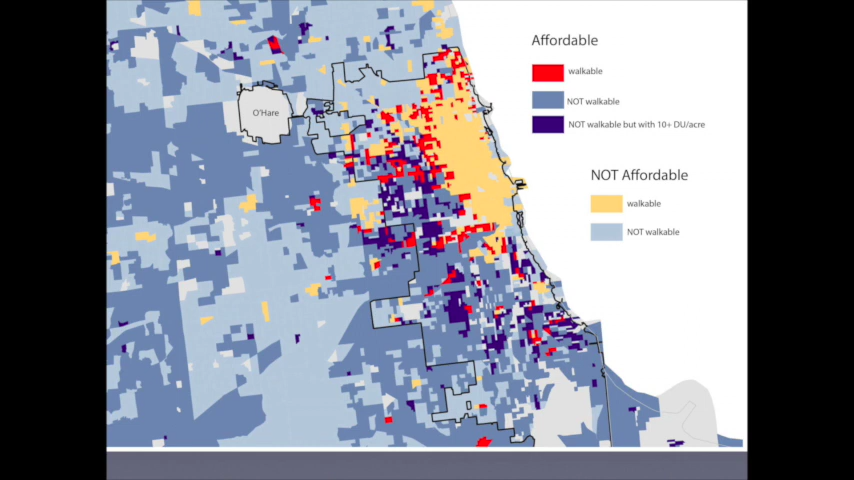 Affordable
walkable
NOT walkable
NOT walkable but with 10+ DU/acre
O'Hare
NOT Affordable
walkable
NOT walkable